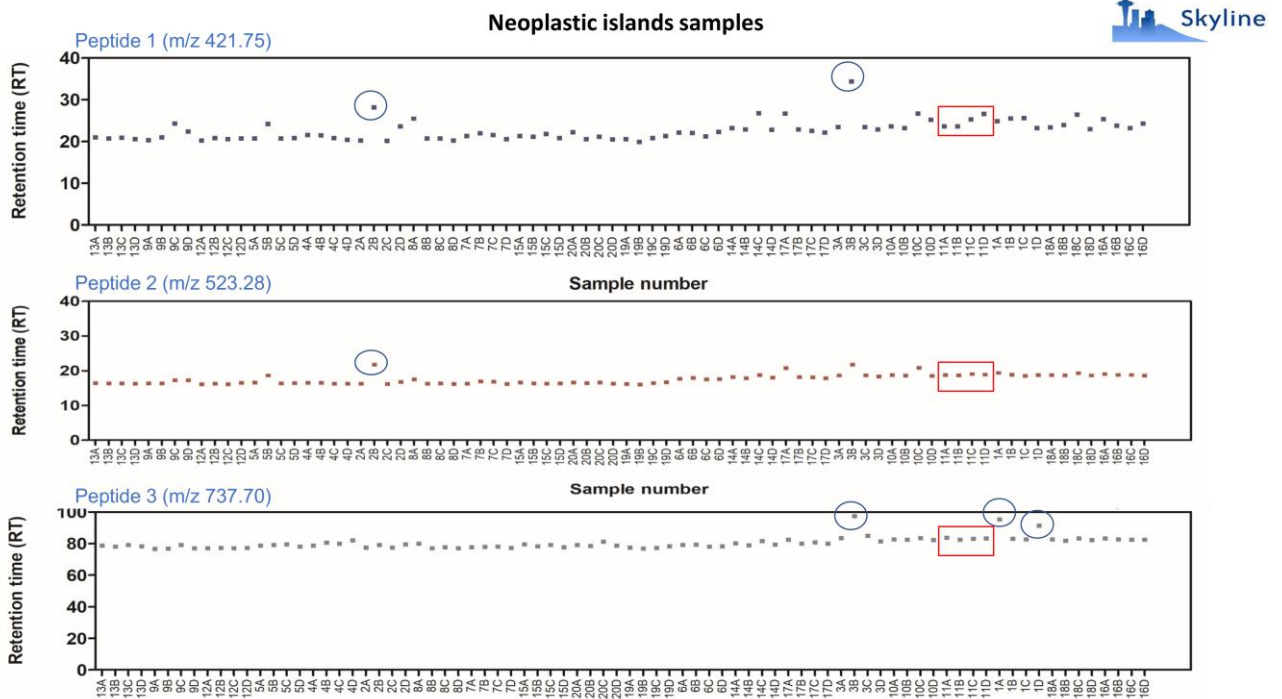 Neoplastic islands samples
Skyline
Peptide 1 (m/z 421.75)
Retention time (RT)
40
30
20
10
0
13A 13B 13C 13D 9A 9B 9C 9D 12A 12B 12C 12D 5A 5B 5C 5D 4A 4B 4C 4D 2A 2B 2C 2D 8A 8B 8C 8D 7A 7B 7C 7D 15A 15B 15C 15D 20A 20B 20C 20D 19A 19B 19C 19D 6A 6B 6C 6D 14A 14B 14C 14D 17A 17B 17C 17D 3A 3B 3C 3D 10A 10B 10C 10D 11A 11B 11C 11D 1A 1B 1C 1D 18A 18B 18C 18D 16A 16B 16C 16D
Sample number
Peptide 2 (m/z 523.28)
Retention time (RT)
40
30
20
10
0
13A 13B 13C 13D 9A 9B 9C 9D 12A 12B 12C 12D 5A 5B 5C 5D 4A 4B 4C 4D 2A 2B 2C 2D 8A 8B 8C 8D 7A 7B 7C 7D 15A 15B 15C 15D 20A 20B 20C 20D 19A 19B 19C 19D 6A 6B 6C 6D 14A 14B 14C 14D 17A 17B 17C 17D 3A 3B 3C 3D 10A 10B 10C 10D 11A 11B 11C 11D 1A 1B 1C 1D 18A 18B 18C 18D 16A 16B 16C 16D
Sample number
Peptide 3 (m/z 737.70)
Retention time (RT)
100
80
60
40
20
0
13A 13B 13C 13D 9A 9B 9C 9D 12A 12B 12C 12D 5A 5B 5C 5D 4A 4B 4C 4D 2A 2B 2C 2D 8A 8B 8C 8D 7A 7B 7C 7D 15A 15B 15C 15D 20A 20B 20C 20D 19A 19B 19C 19D 6A 6B 6C 6D 14A 14B 14C 14D 17A 17B 17C 17D 3A 3B 3C 3D 10A 10B 10C 10D 11A 11B 11C 11D 1A 1B 1C 1D 18A 18B 18C 18D 16A 16B 16C 16D